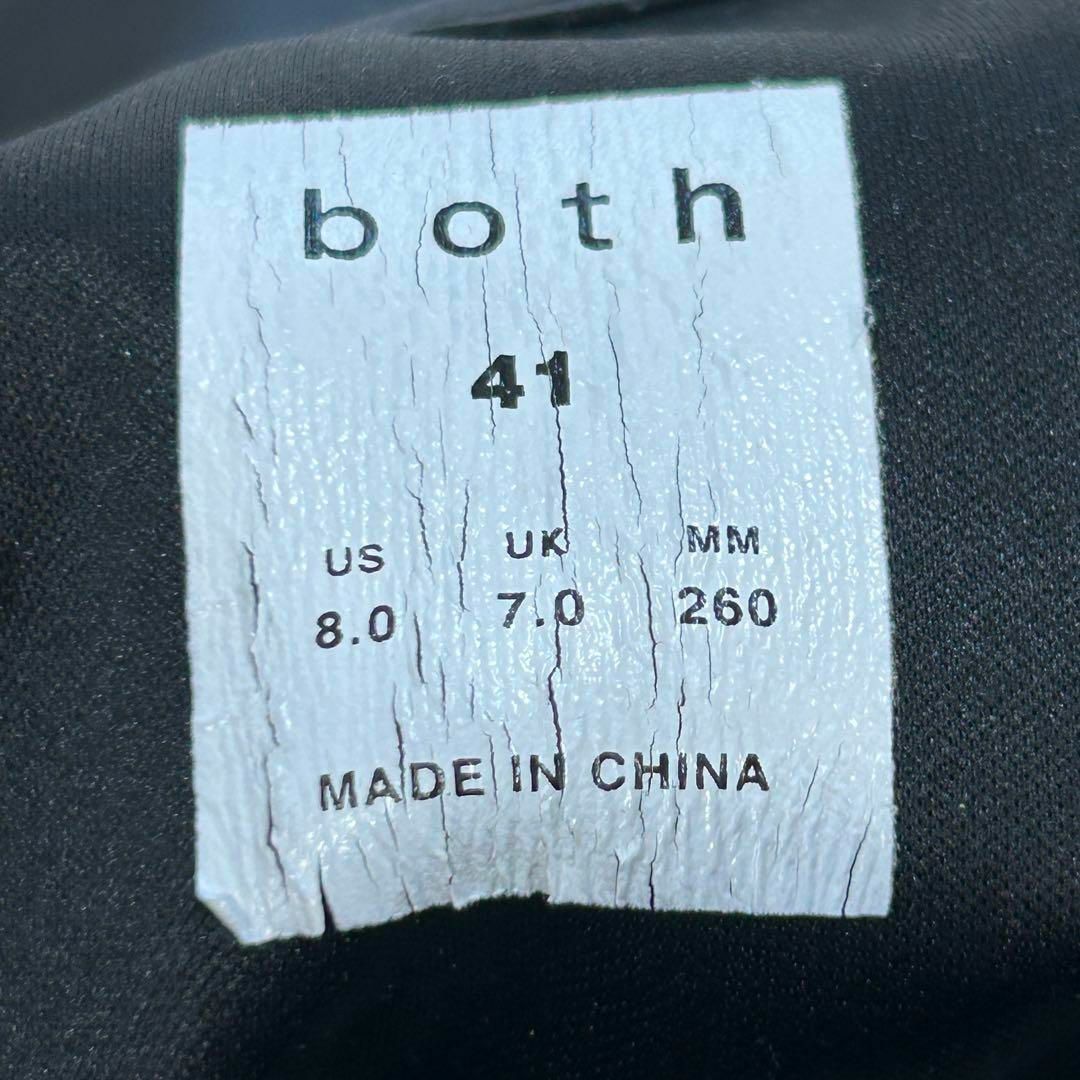 both
41
US UK MM
8.0 7.0 260
MADE IN CHINA